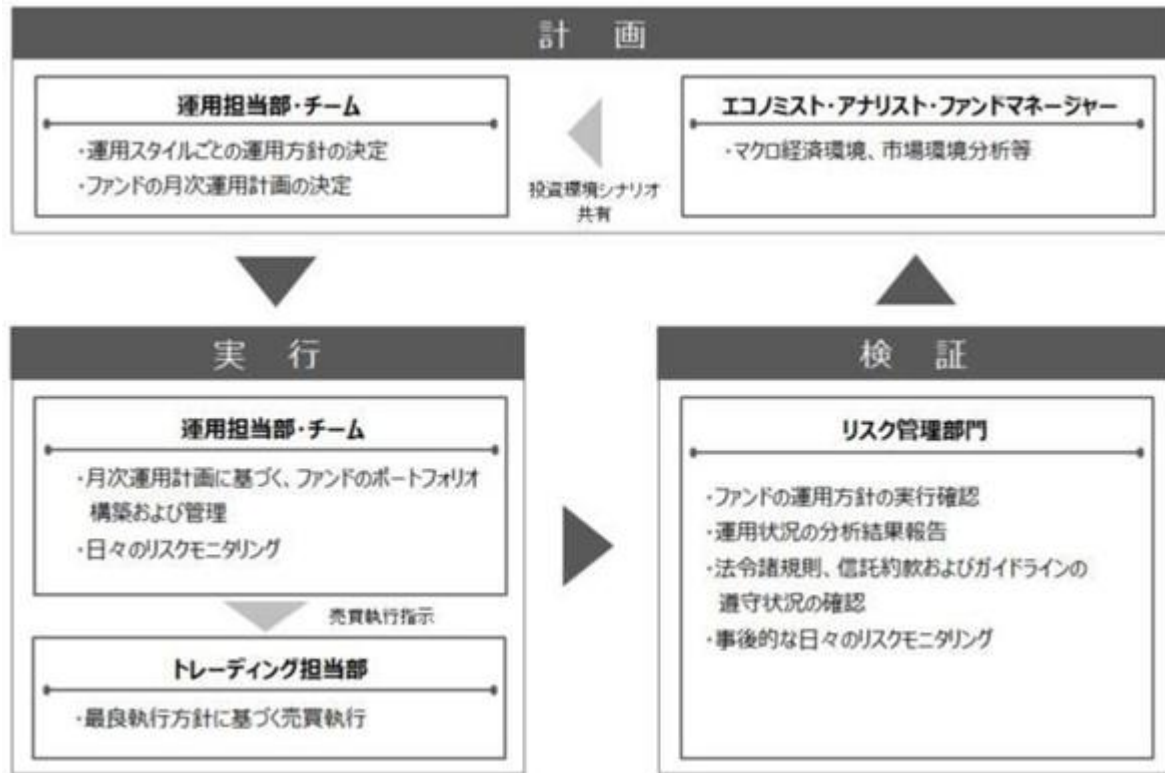 計 画
運用担当部・チーム
・運用スタイルごとの運用方針の決定
・ファンドの月次運用計画の決定
投資環境シナリオ
共有
エコノミスト・アナリスト・ファンドマネージャー
・マクロ経済環境、市場環境分析等
実 行
運用担当部・チーム
・月次運用計画に基づく、ファンドのポートフォリオ
構築および管理
・日々のリスクモニタリング
売買執行指示
トレーディング担当部
・最良執行方針に基づく売買執行
検 証
リスク管理部門
・ファンドの運用方針の実行確認
・運用状況の分析結果報告
・法令諸規則、信託約款およびガイドラインの
遵守状況の確認
・事後的な日々のリスクモニタリング